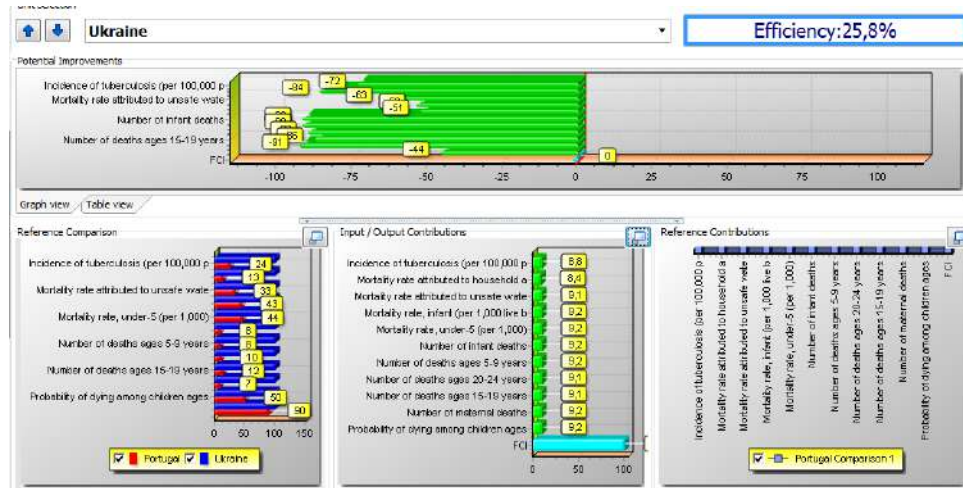 Unit Selection
Ukraine
Efficiency:25,8%
Potential Improvements
Incidence of tuberculosis (per 100,000 p
Mortality rate attributed to unsafe wate
Number of infant deaths
Number of deaths ages 15-19 years
FCI
-72
-84
-63
-51
-91
-44
0
-100 -75 -50 -25 0 25 50 75 100
Graph view Table view
Reference Comparison
Incidence of tuberculosis (per 100,000 p
Mortality rate attributed to unsafe wate
Mortality rate, under-5 (per 1,000)
Number of deaths ages 5-9 years
Number of deaths ages 15-19 years
Probability of dying among children ages
24
13
33
43
44
8
8
10
12
7
50
90
0 50 100 150
Portugal Ukraine
Input / Output Contributions
Incidence of tuberculosis (per 100,000 p 8,8
Mortality rate attributed to household a 8,4
Mortality rate attributed to unsafe wate 9,1
Mortality rate, infant (per 1,000 live b 9,2
Mortality rate, under-5 (per 1,000) 9,2
Number of infant deaths 9,2
Number of deaths ages 5-9 years 9,2
Number of deaths ages 20-24 years 9,1
Number of deaths ages 15-19 years 9,1
Number of maternal deaths 9,2
Probability of dying among children ages 9,2
FCI
0 50 100
Reference Contributions
Incidence of tuberculosis (per 100,000 p
Mortality rate attributed to household a
Mortality rate attributed to unsafe wate
Mortality rate, infant (per 1,000 live b
Mortality rate, under-5 (per 1,000)
Number of infant deaths
Number of deaths ages 5-9 years
Number of deaths ages 20-24 years
Number of deaths ages 15-19 years
Number of maternal deaths
Probability of dying among children ages
FCI
Portugal Comparison 1